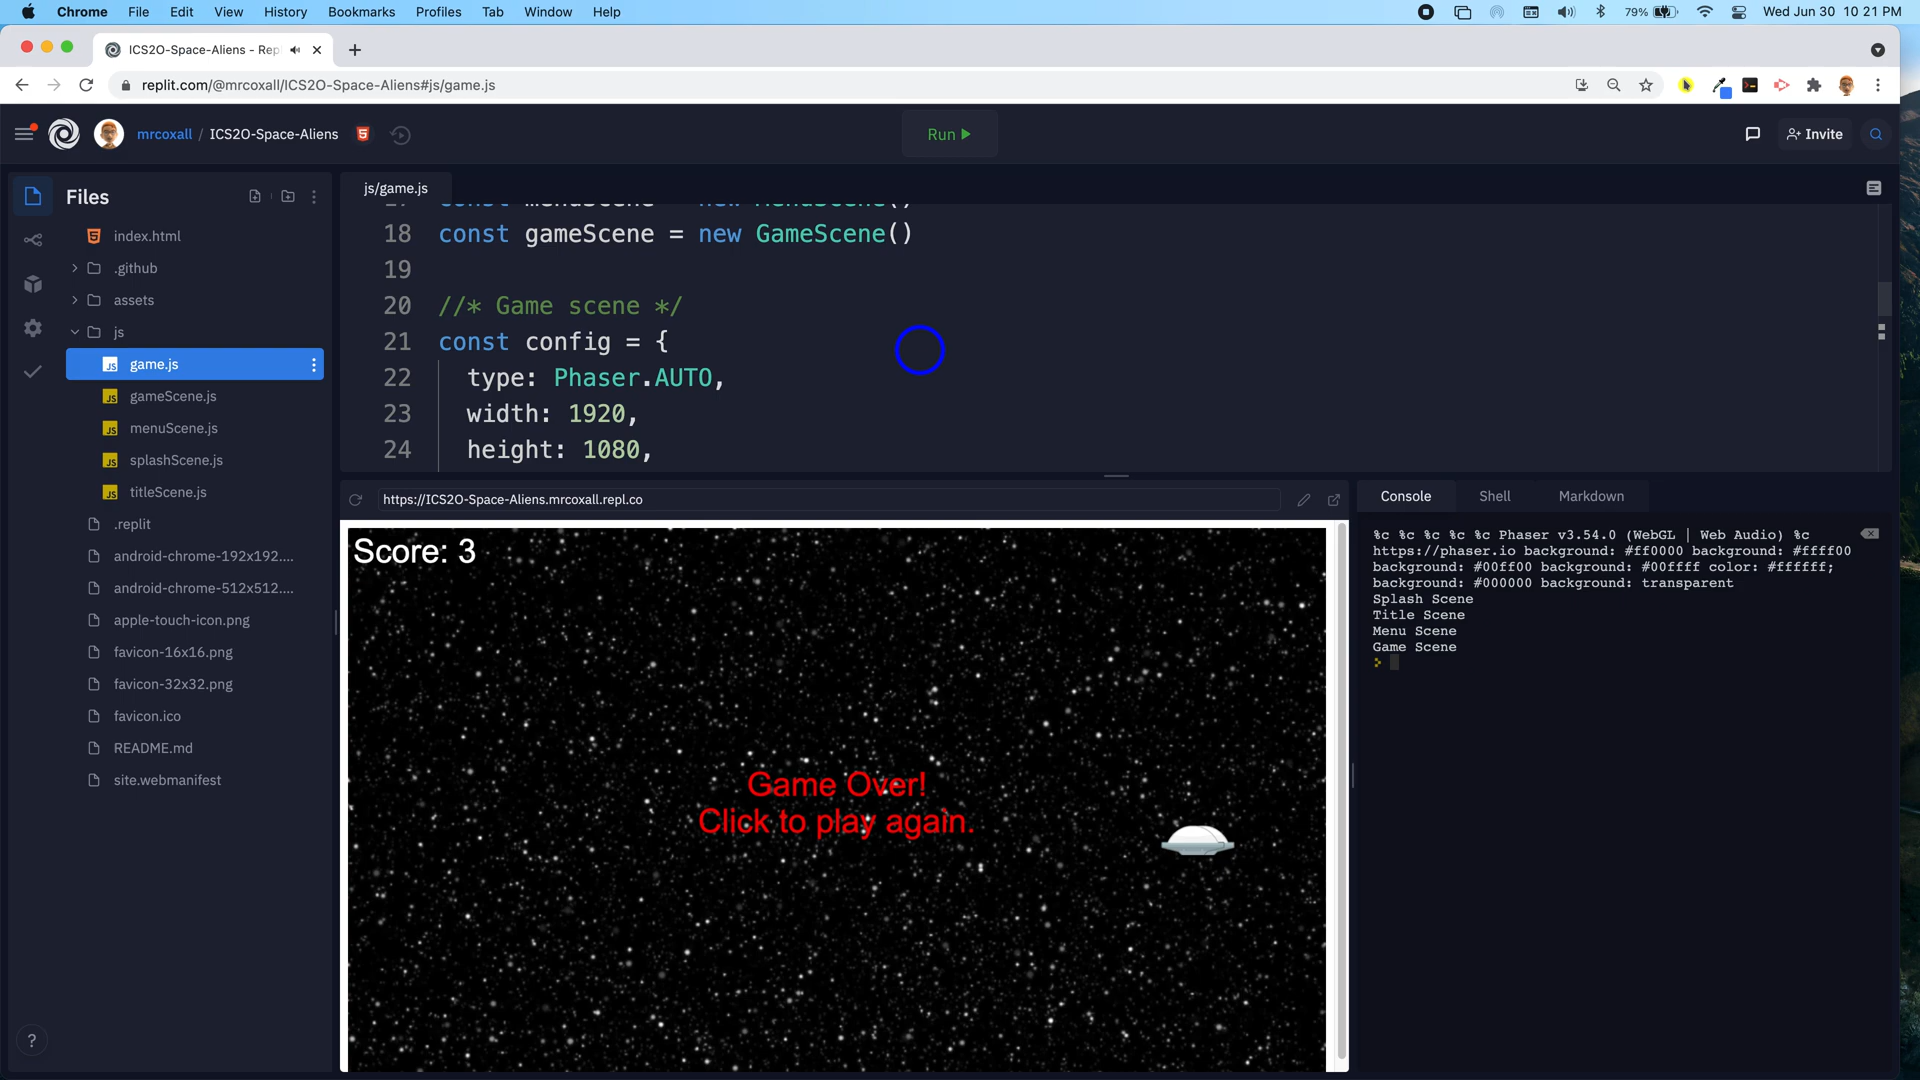 Chrome File Edit View History Bookmarks Profiles Tab Window Help 79% Wed Jun 30 10:21 PM
ICS2O-Space-Aliens - Repl
replit.com/@mrcoxall/ICS2O-Space-Aliens#js/game.js
mrcoxall / ICS2O-Space-Aliens Run Invite
Files
index.html
.github
assets
js
game.js
gameScene.js
menuScene.js
splashScene.js
titleScene.js
.replit
android-chrome-192x192....
android-chrome-512x512....
apple-touch-icon.png
favicon-16x16.png
favicon-32x32.png
favicon.ico
README.md
site.webmanifest
?
js/game.js
17 const menuScene = new MenuScene()
18 const gameScene = new GameScene()
19
20 //* Game scene */
21 const config = {
22 type: Phaser.AUTO,
23 width: 1920,
24 height: 1080,
https://ICS2O-Space-Aliens.mrcoxall.repl.co
Score: 3
Game Over!
Click to play again.
Console Shell Markdown
%c %c %c %c %c Phaser v3.54.0 (WebGL | Web Audio) %c
https://phaser.io background: #ff0000 background: #ffff00
background: #00ff00 background: #00ffff color: #ffffff;
background: #000000 background: transparent
Splash Scene
Title Scene
Menu Scene
Game Scene